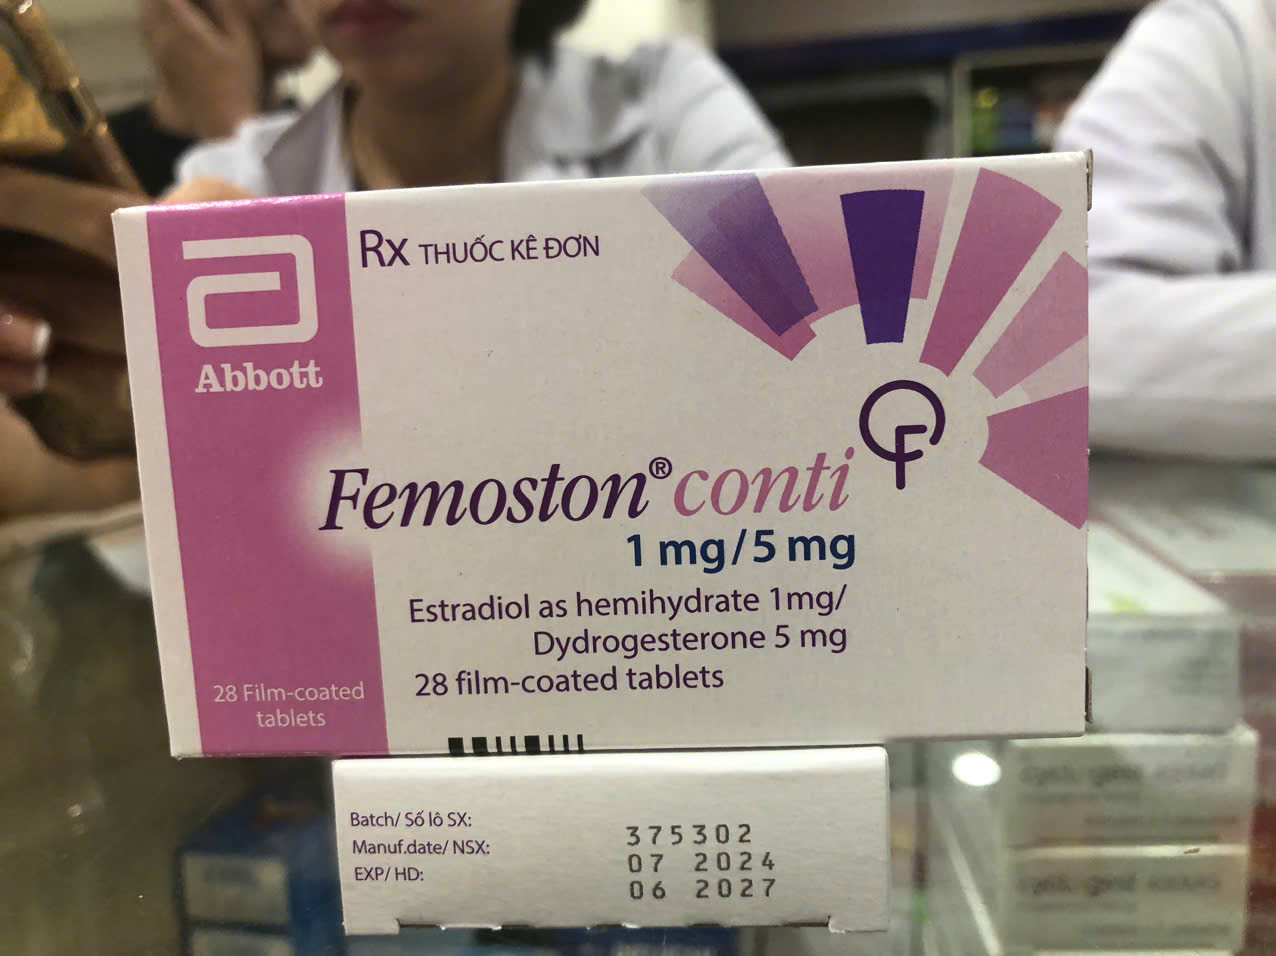 Rx THUỐC KÊ ĐƠN
Abbott
Femoston® conti
1 mg/5 mg
Estradiol as hemihydrate 1mg/
Dydrogesterone 5 mg
28 film-coated tablets
28 Film-coated
tablets
Batch/ Số lô SX: 375302
Manuf.date/ NSX: 07 2024
EXP/ HD: 06 2027